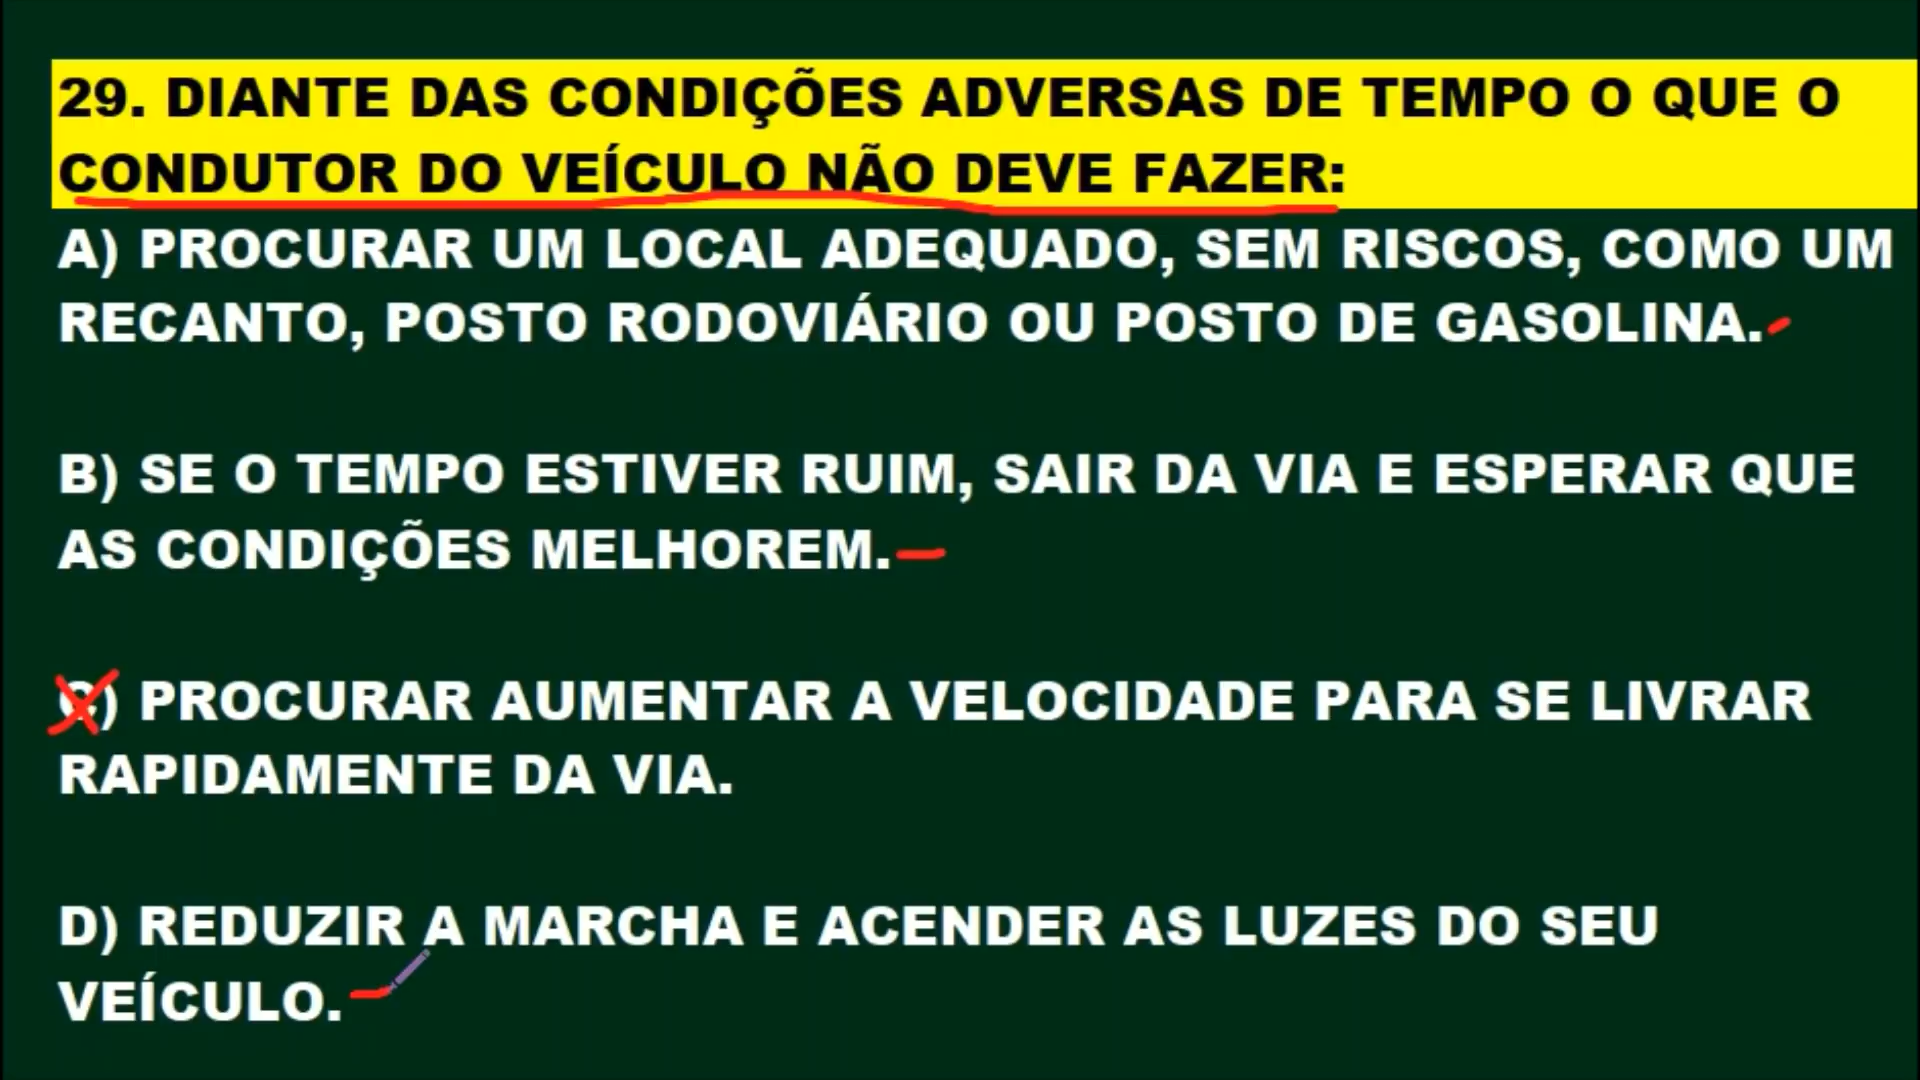 29. DIANTE DAS CONDIÇÕES ADVERSAS DE TEMPO O QUE O
CONDUTOR DO VEÍCULO NÃO DEVE FAZER:
A) PROCURAR UM LOCAL ADEQUADO, SEM RISCOS, COMO UM
RECANTO, POSTO RODOVIÁRIO OU POSTO DE GASOLINA.
B) SE O TEMPO ESTIVER RUIM, SAIR DA VIA E ESPERAR QUE
AS CONDIÇÕES MELHOREM.
C) PROCURAR AUMENTAR A VELOCIDADE PARA SE LIVRAR
RAPIDAMENTE DA VIA.
D) REDUZIR A MARCHA E ACENDER AS LUZES DO SEU
VEÍCULO.